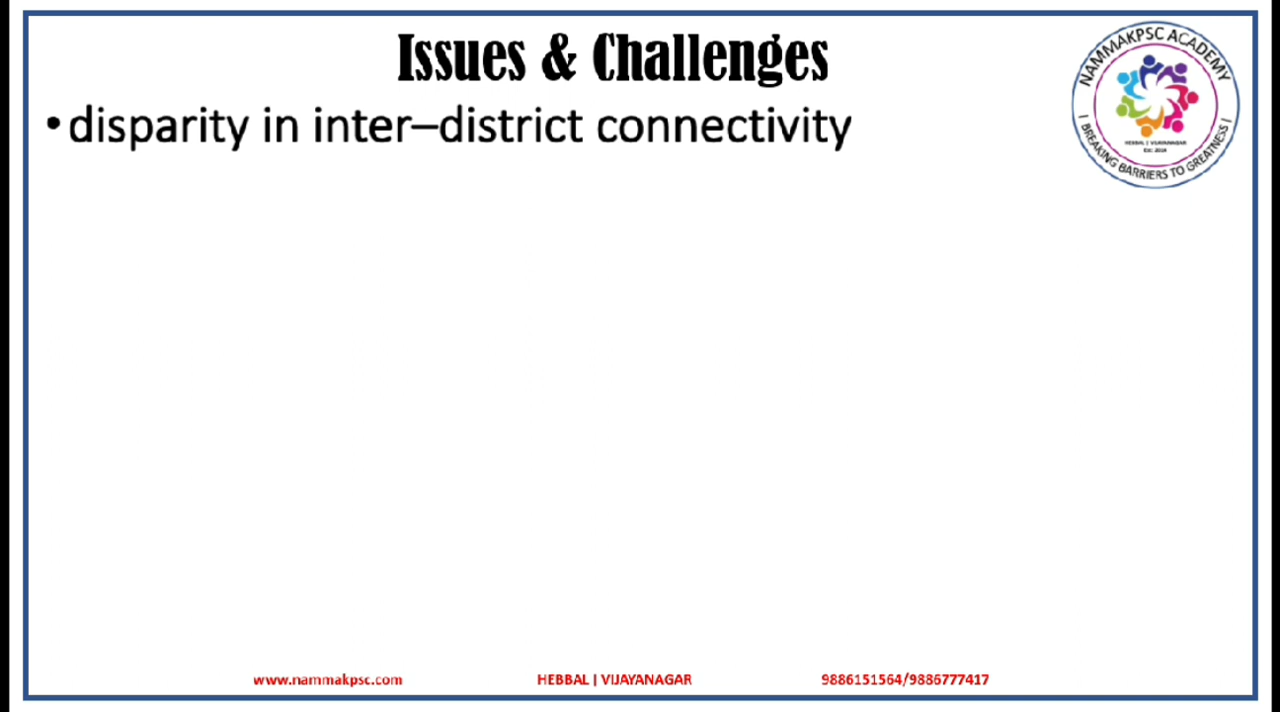 Issues & Challenges
• disparity in inter–district connectivity
NAMMAKPSC ACADEMY
HEBBAL | VIJAYANAGAR
Est: 2019
| BREAKING BARRIERS TO GREATNESS |
www.nammakpsc.com
HEBBAL | VIJAYANAGAR
9886151564/9886777417